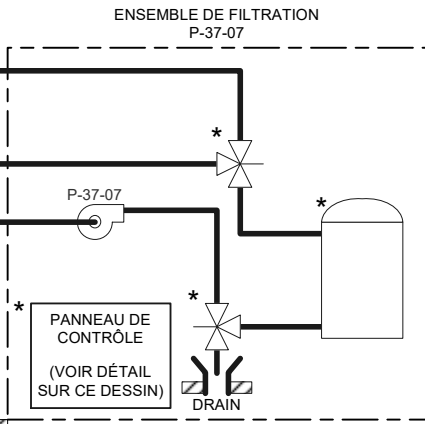 ENSEMBLE DE FILTRATION
P-37-07
*
P-37-07
*
*
*
PANNEAU DE
CONTRÔLE
(VOIR DÉTAIL
SUR CE DESSIN)
DRAIN